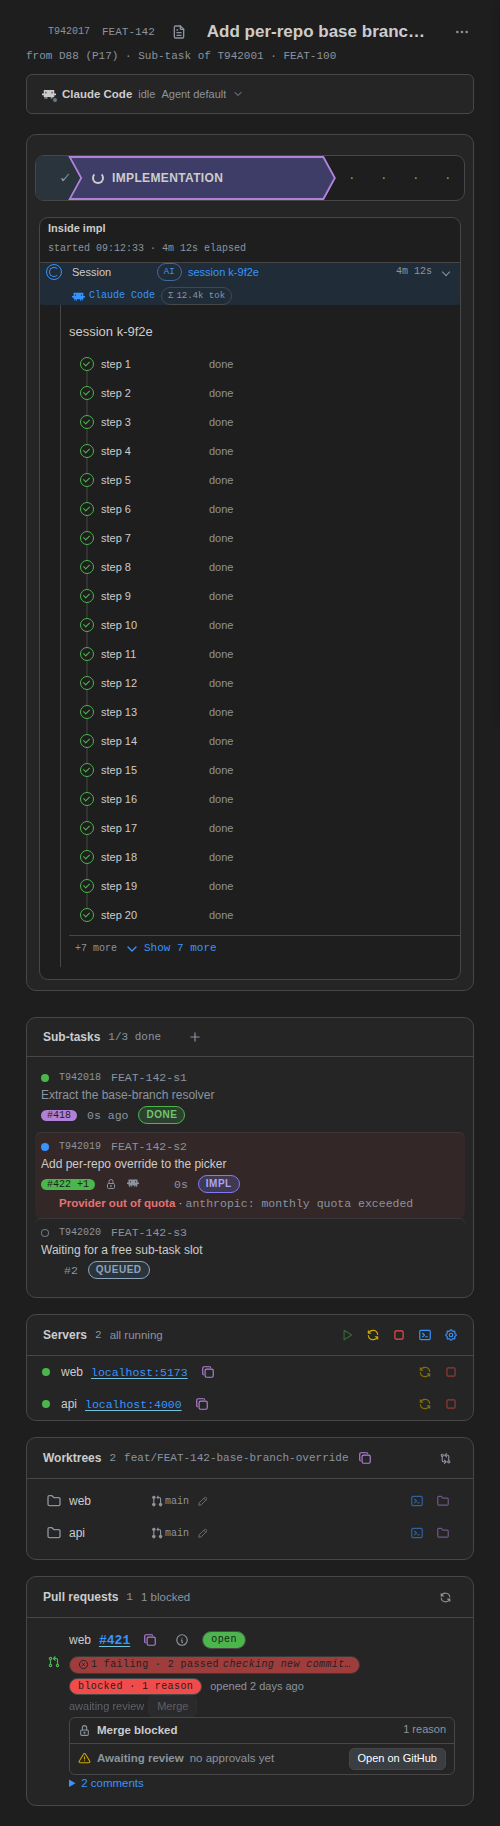 T942017 FEAT-142 Add per-repo base branc…
from D88 (P17) · Sub-task of T942001 · FEAT-100
Claude Code idle Agent default
✓ IMPLEMENTATION · · · ·
Inside impl
started 09:12:33 · 4m 12s elapsed
Session AI session k-9f2e 4m 12s
Claude Code Σ 12.4k tok
session k-9f2e
step 1 done
step 2 done
step 3 done
step 4 done
step 5 done
step 6 done
step 7 done
step 8 done
step 9 done
step 10 done
step 11 done
step 12 done
step 13 done
step 14 done
step 15 done
step 16 done
step 17 done
step 18 done
step 19 done
step 20 done
+7 more Show 7 more
Sub-tasks 1/3 done +
T942018 FEAT-142-s1
Extract the base-branch resolver
#418 0s ago DONE
T942019 FEAT-142-s2
Add per-repo override to the picker
#422 +1 0s IMPL
Provider out of quota · anthropic: monthly quota exceeded
T942020 FEAT-142-s3
Waiting for a free sub-task slot
#2 QUEUED
Servers 2 all running
web localhost:5173
api localhost:4000
Worktrees 2 feat/FEAT-142-base-branch-override
web main
api main
Pull requests 1 1 blocked
web #421 open
1 failing · 2 passed checking new commit…
blocked · 1 reason opened 2 days ago
awaiting review Merge
Merge blocked 1 reason
Awaiting review no approvals yet Open on GitHub
2 comments